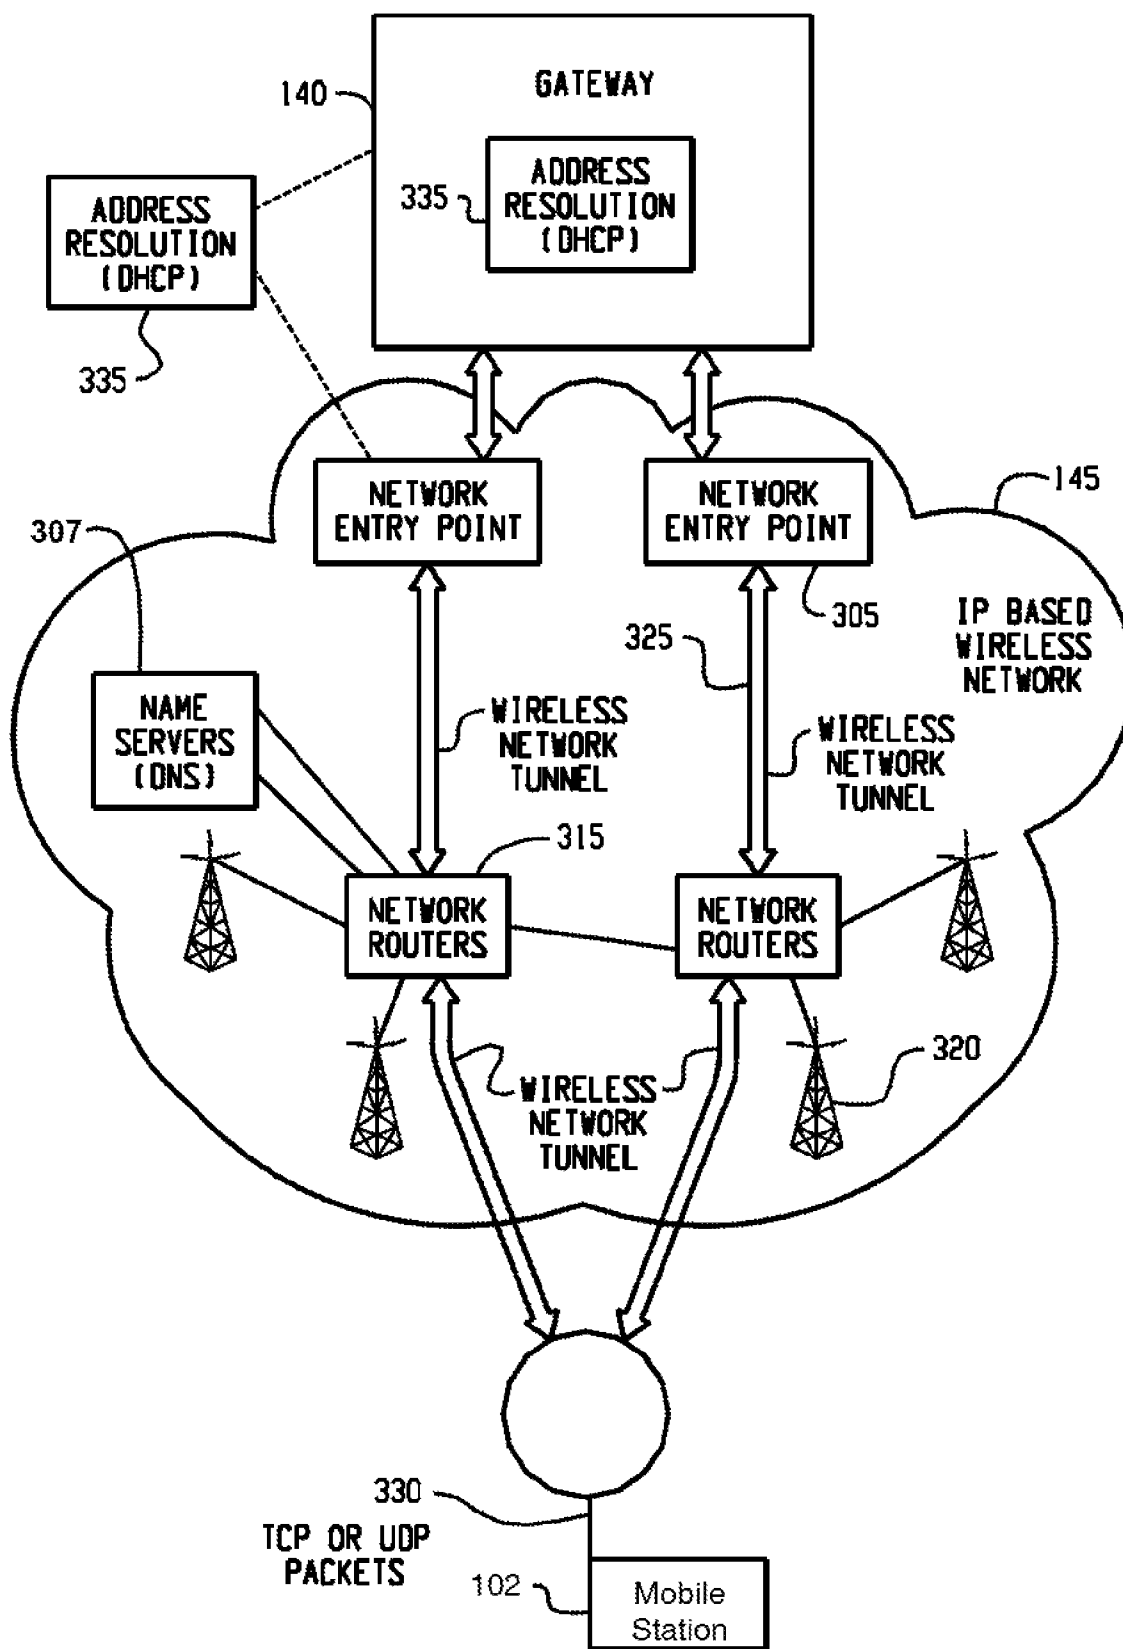 GATEWAY
140
ADDRESS
RESOLUTION
(DHCP)
335
ADDRESS
RESOLUTION
(DHCP)
335
NETWORK
ENTRY POINT
NETWORK
ENTRY POINT
145
307
305
325
IP BASED
WIRELESS
NETWORK
NAME
SERVERS
(DNS)
WIRELESS
NETWORK
TUNNEL
WIRELESS
NETWORK
TUNNEL
315
NETWORK
ROUTERS
NETWORK
ROUTERS
320
WIRELESS
NETWORK
TUNNEL
330
TCP OR UDP
PACKETS
102
Mobile
Station